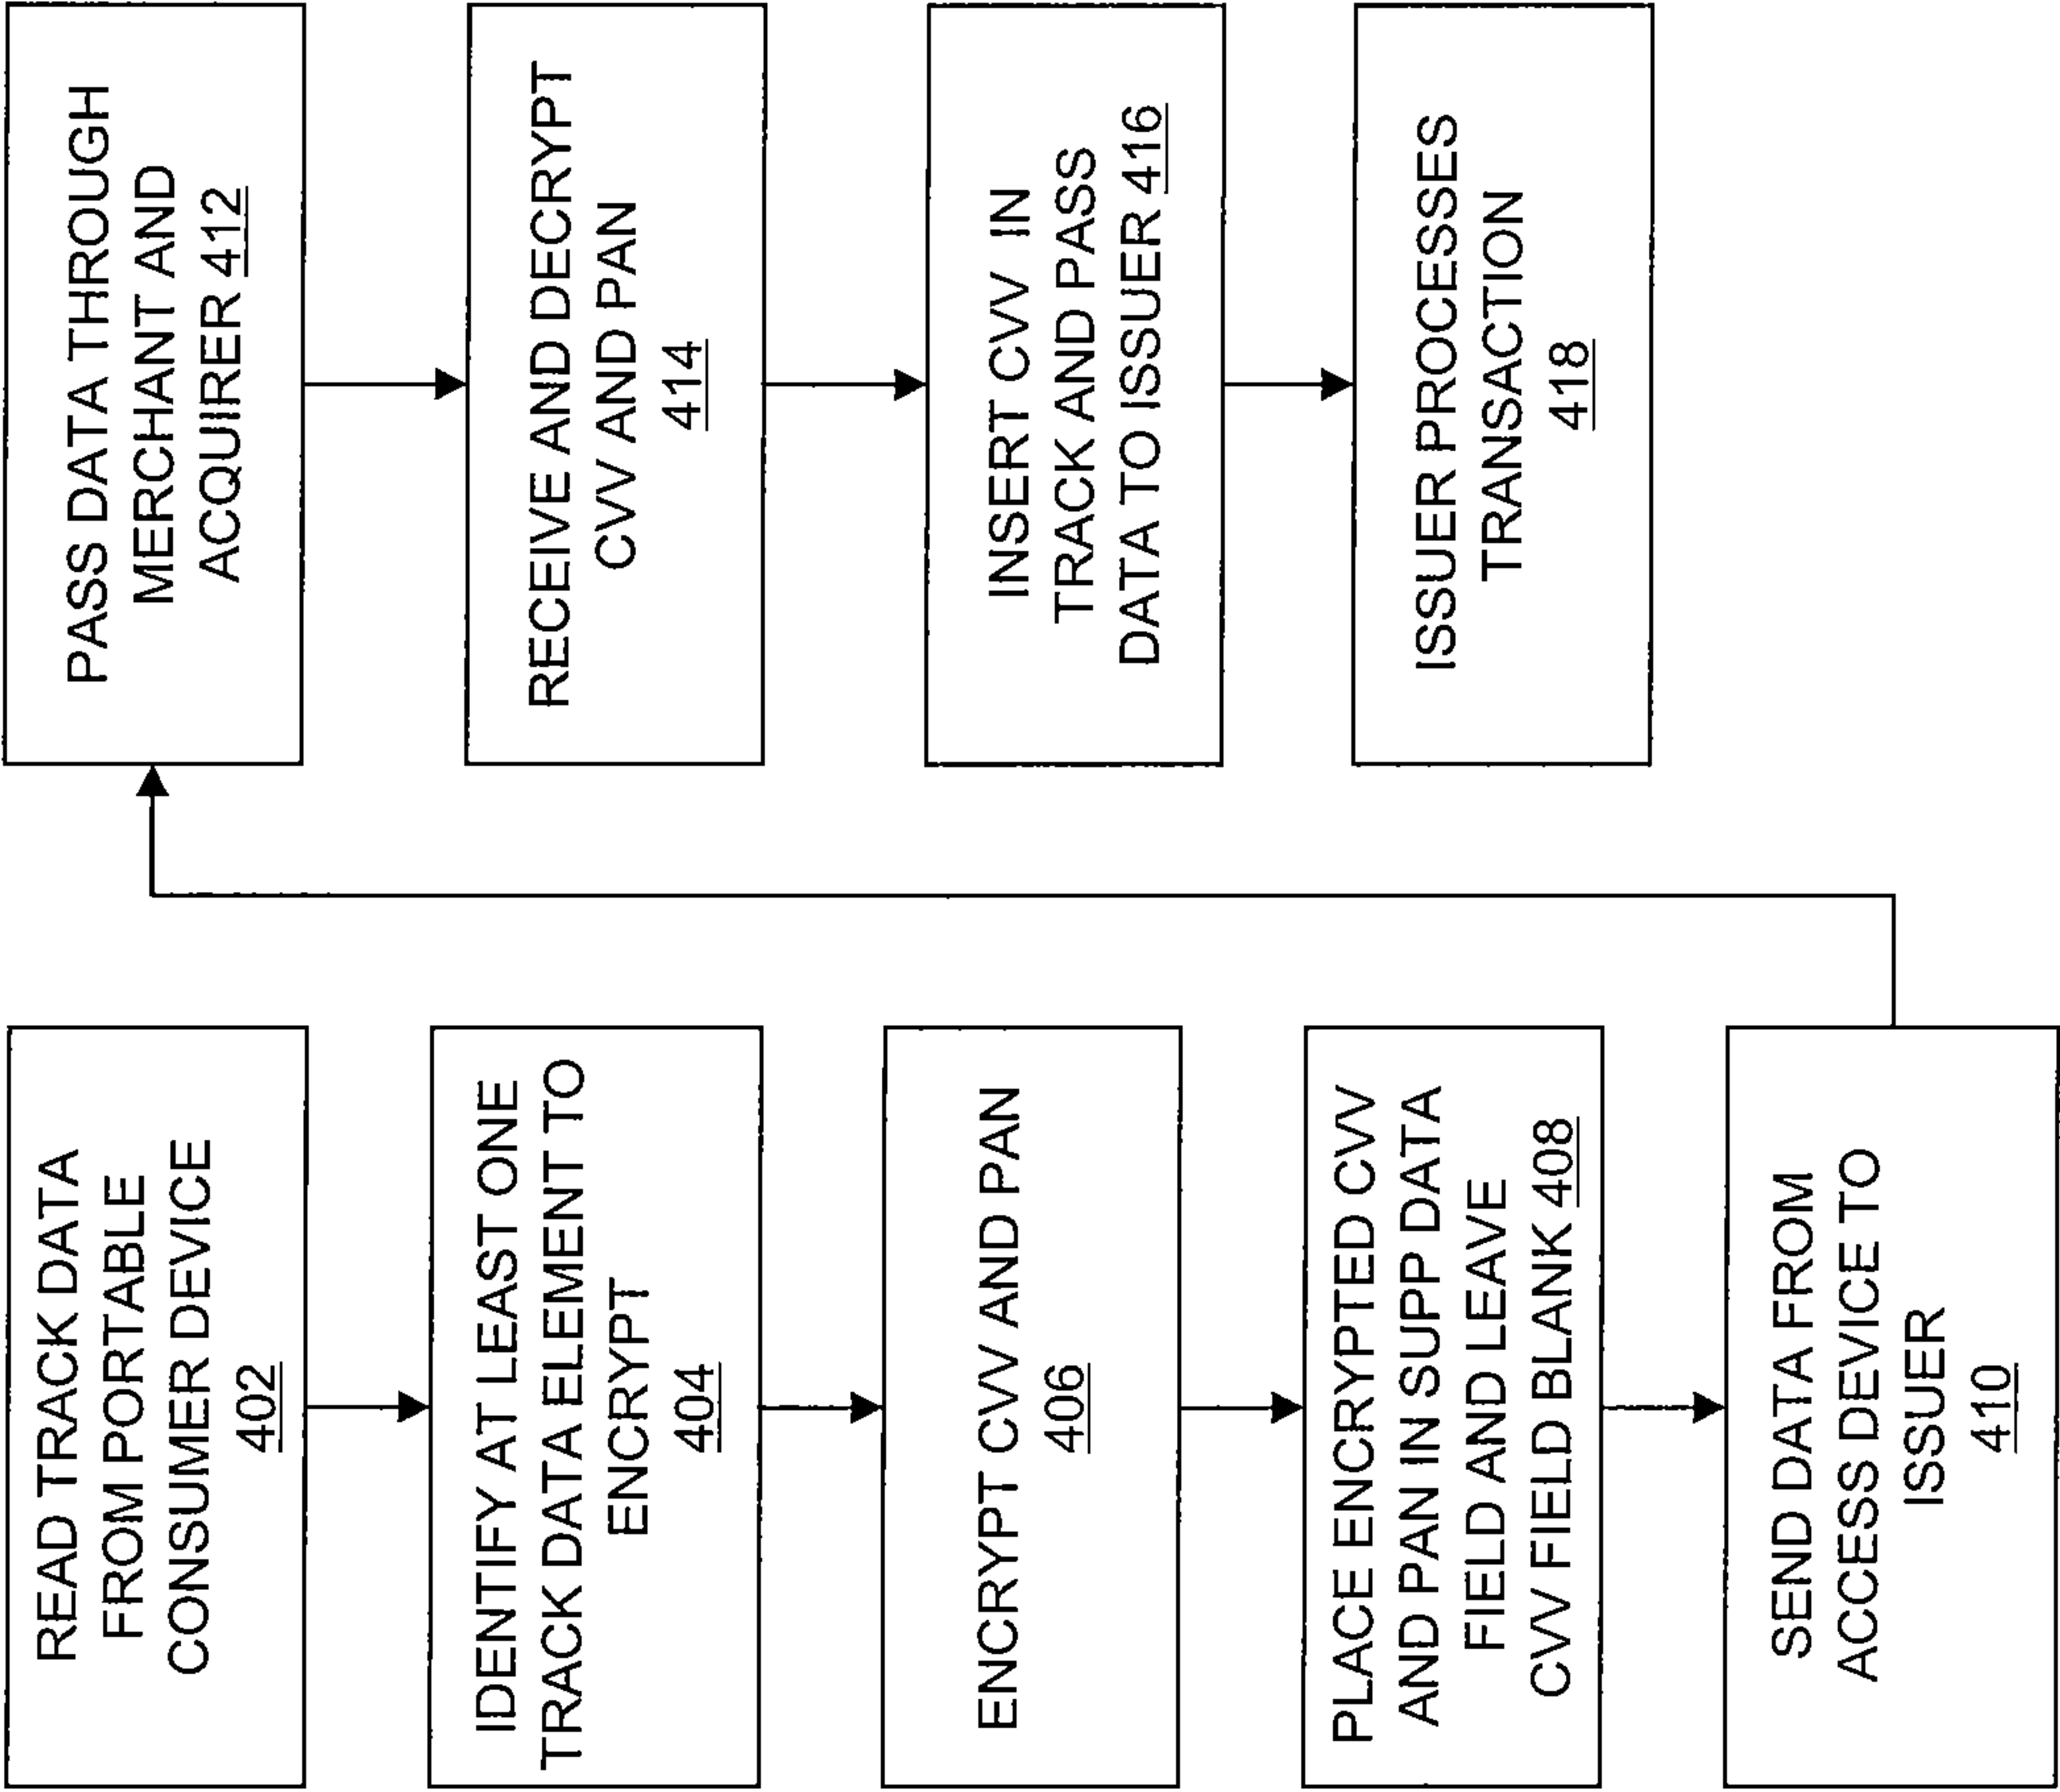 READ TRACK DATA
FROM PORTABLE
CONSUMER DEVICE
402
IDENTIFY AT LEAST ONE
TRACK DATA ELEMENT TO
ENCRYPT
404
ENCRYPT CVV AND PAN
406
PLACE ENCRYPTED CVV
AND PAN IN SUPP DATA
FIELD AND LEAVE
CVV FIELD BLANK 408
SEND DATA FROM
ACCESS DEVICE TO
ISSUER
410
PASS DATA THROUGH
MERCHANT AND
ACQUIRER 412
RECEIVE AND DECRYPT
CVV AND PAN
414
INSERT CVV IN
TRACK AND PASS
DATA TO ISSUER 416
ISSUER PROCESSES
TRANSACTION
418